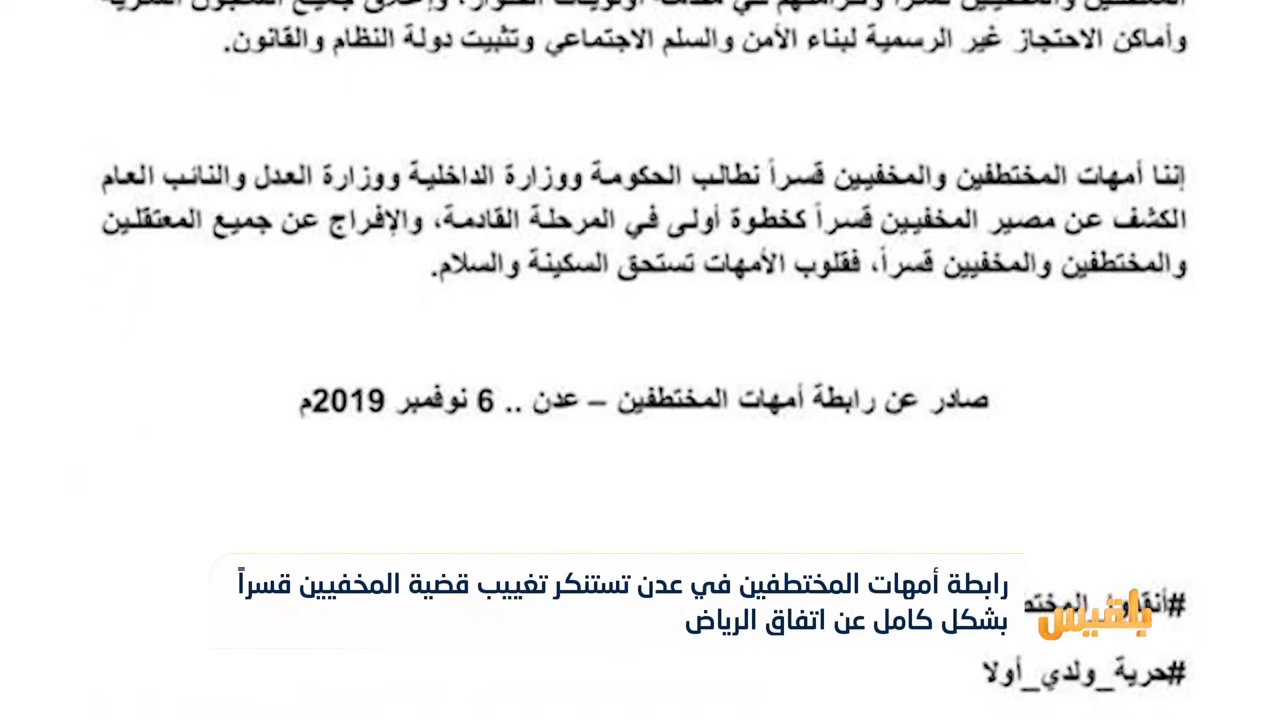 وأماكن الاحتجاز غير الرسمية لبناء الأمن والسلم الاجتماعي وتثبيت دولة النظام والقانون.
إننا أمهات المختطفين والمخفيين قسراً نطالب الحكومة ووزارة الداخلية ووزارة العدل والنائب العام
الكشف عن مصير المخفيين قسراً كخطوة أولى في المرحلة القادمة، والإفراج عن جميع المعتقلين
والمختطفين والمخفيين قسراً، فقلوب الأمهات تستحق السكينة والسلام.
صادر عن رابطة أمهات المختطفين – عدن .. 6 نوفمبر 2019م
رابطة أمهات المختطفين في عدن تستنكر تغييب قضية المخفيين قسراً
بشكل كامل عن اتفاق الرياض
بلقيس
#حرية_ولدي_أولا